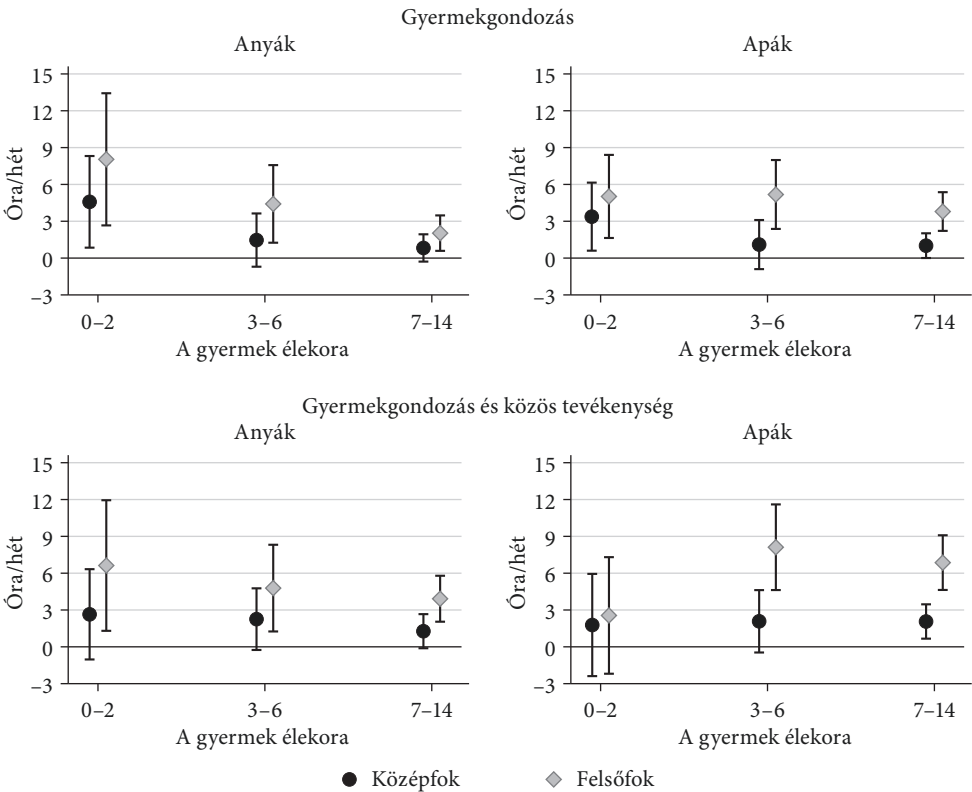 Gyermekgondozás
Anyák
15
12
9
6
3
0
–3
Óra/hét
0–2
3–6
7–14
A gyermek élekora
Apák
15
12
9
6
3
0
–3
Óra/hét
0–2
3–6
7–14
A gyermek élekora
Gyermekgondozás és közös tevékenység
Anyák
15
12
9
6
3
0
–3
Óra/hét
0–2
3–6
7–14
A gyermek élekora
Apák
15
12
9
6
3
0
–3
Óra/hét
0–2
3–6
7–14
A gyermek élekora
Középfok
Felsőfok